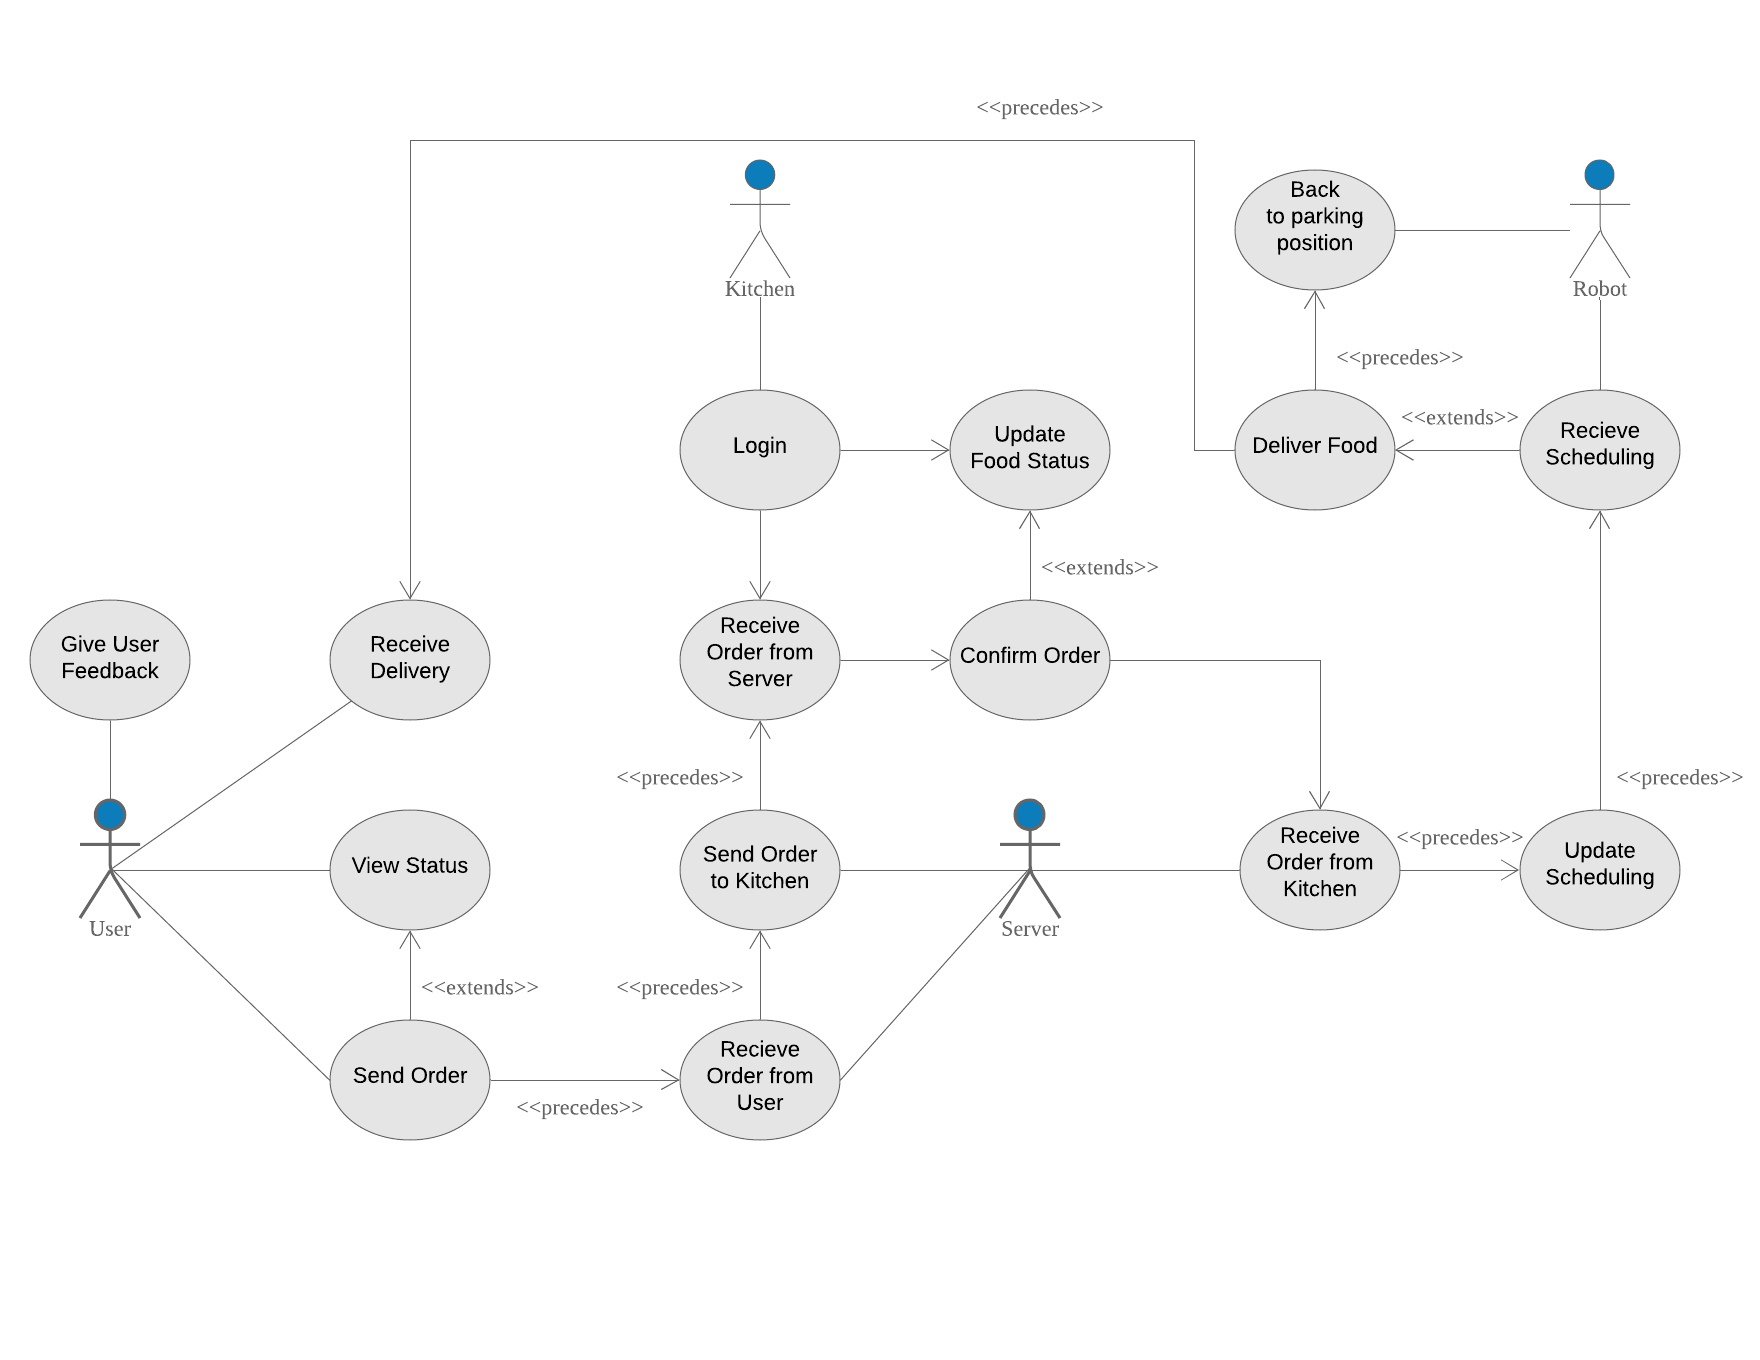 <<precedes>>
Back
to parking
position
Kitchen
Robot
<<precedes>>
<<extends>>
Login
Update
Food Status
Deliver Food
Recieve
Scheduling
<<extends>>
Give User
Feedback
Receive
Delivery
Receive
Order from
Server
Confirm Order
<<precedes>>
<<precedes>>
<<precedes>>
View Status
Send Order
to Kitchen
Receive
Order from
Kitchen
Update
Scheduling
User
Server
<<extends>>
<<precedes>>
Send Order
Recieve
Order from
User
<<precedes>>